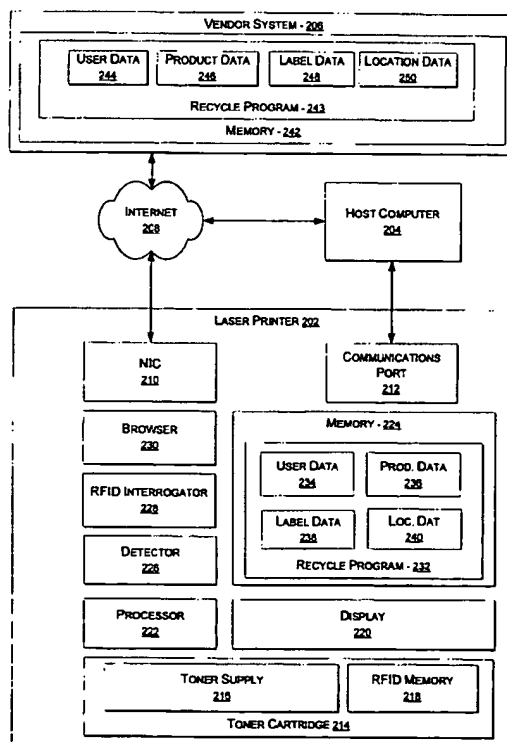 VENDOR SYSTEM - 206
USER DATA
244
PRODUCT DATA
246
LABEL DATA
248
LOCATION DATA
250
RECYCLE PROGRAM - 243
MEMORY - 242
INTERNET
208
HOST COMPUTER
204
LASER PRINTER 202
NIC
210
COMMUNICATIONS
PORT
212
BROWSER
230
MEMORY - 224
USER DATA
234
PROD. DATA
236
RFID INTERROGATOR
228
LABEL DATA
238
LOC. DAT
240
DETECTOR
226
RECYCLE PROGRAM - 232
PROCESSOR
222
DISPLAY
220
TONER SUPPLY
216
RFID MEMORY
218
TONER CARTRIDGE 214